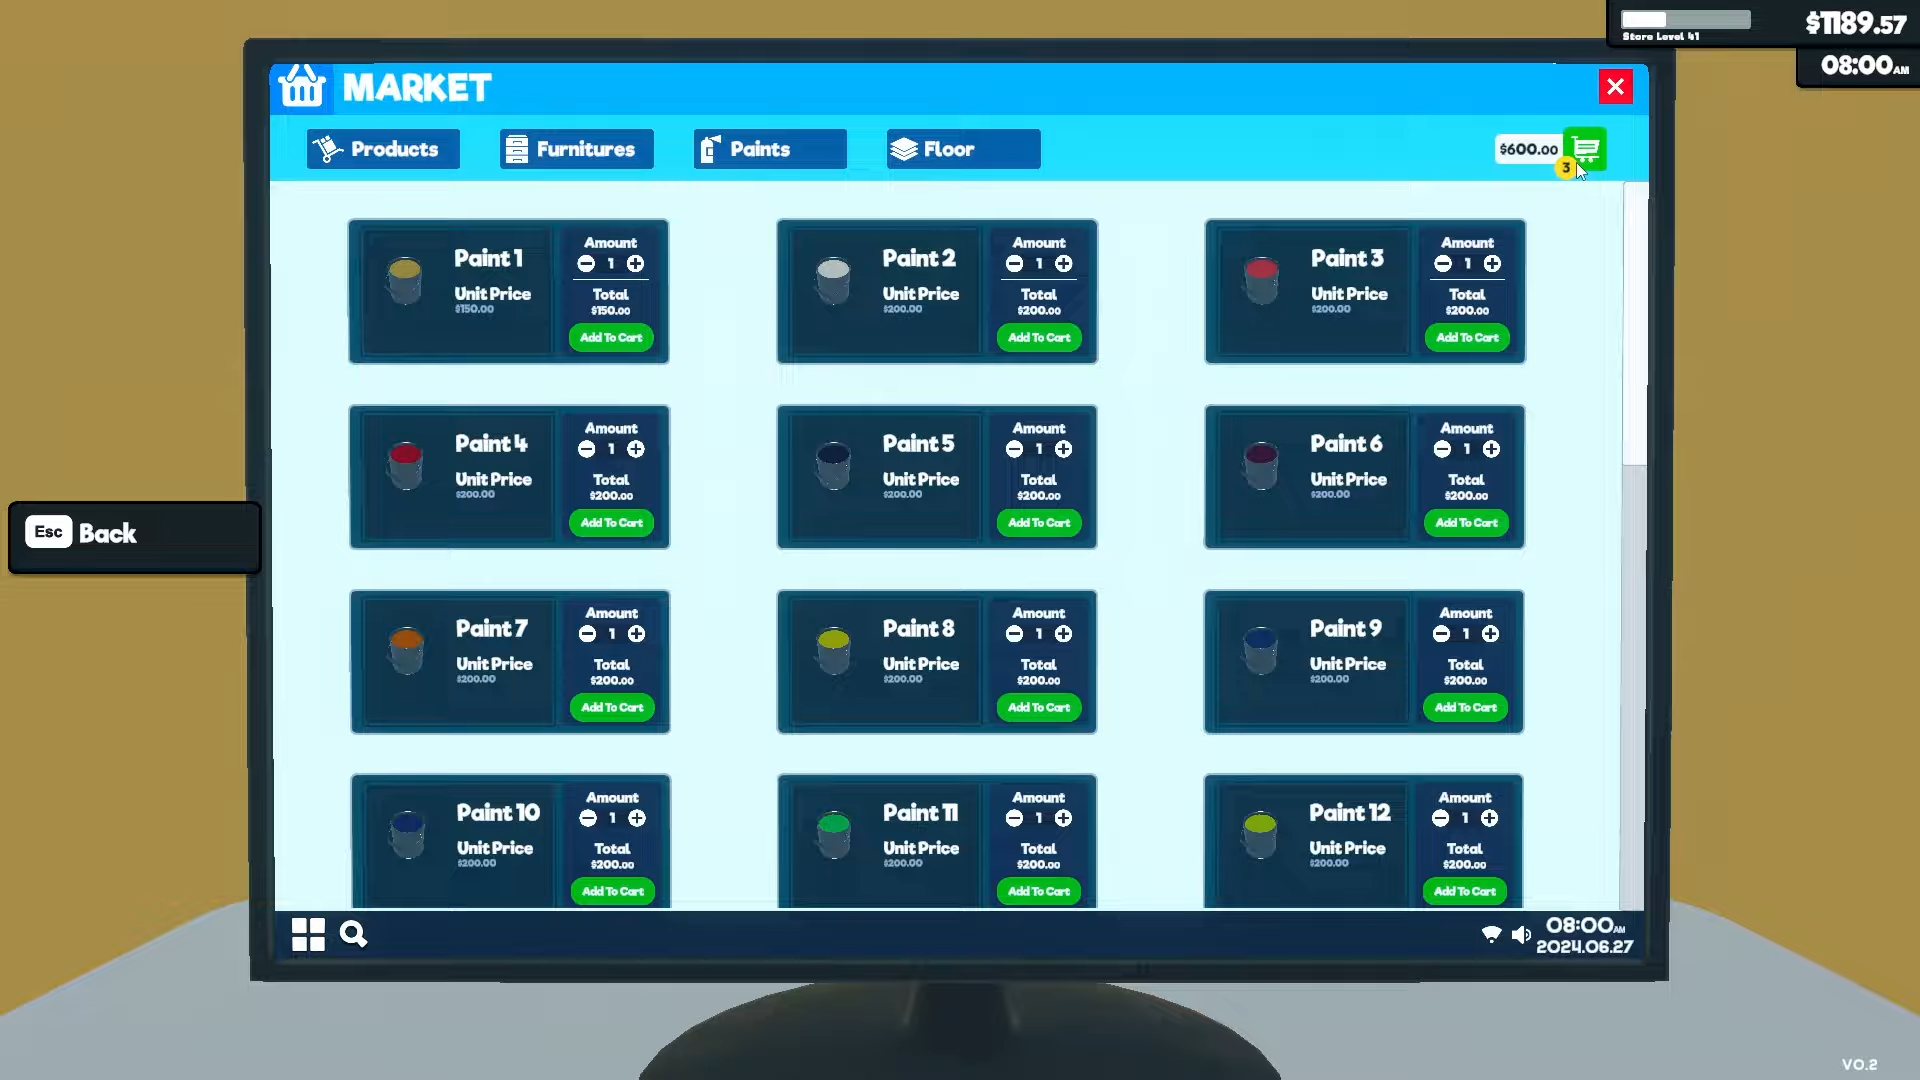 $1189.57
Store Level 41
08:00AM
MARKET
Products
Furnitures
Paints
Floor
$600.00
3
Paint 1
Unit Price
$150.00
Amount
1
Total
$150.00
Add To Cart
Paint 2
Unit Price
$200.00
Amount
1
Total
$200.00
Add To Cart
Paint 3
Unit Price
$200.00
Amount
1
Total
$200.00
Add To Cart
Paint 4
Unit Price
$200.00
Amount
1
Total
$200.00
Add To Cart
Paint 5
Unit Price
$200.00
Amount
1
Total
$200.00
Add To Cart
Paint 6
Unit Price
$200.00
Amount
1
Total
$200.00
Add To Cart
Esc Back
Paint 7
Unit Price
$200.00
Amount
1
Total
$200.00
Add To Cart
Paint 8
Unit Price
$200.00
Amount
1
Total
$200.00
Add To Cart
Paint 9
Unit Price
$200.00
Amount
1
Total
$200.00
Add To Cart
Paint 10
Unit Price
$200.00
Amount
1
Total
$200.00
Add To Cart
Paint 11
Unit Price
$200.00
Amount
1
Total
$200.00
Add To Cart
Paint 12
Unit Price
$200.00
Amount
1
Total
$200.00
Add To Cart
08:00AM
2024.06.27
V0.2